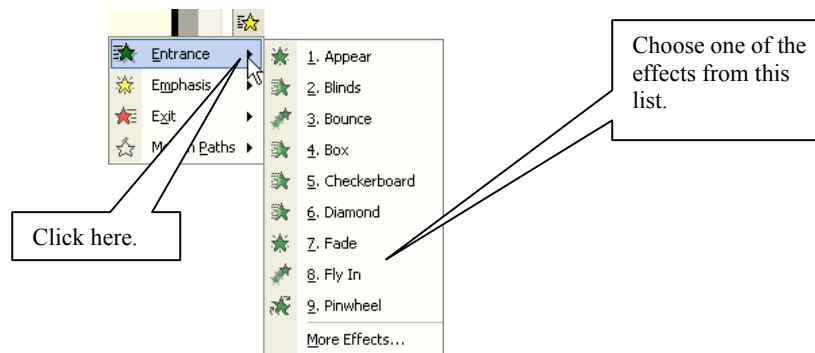 Entrance
Emphasis
Exit
Paths
1. Appear
2. Blinds
3. Bounce
4. Box
5. Checkerboard
6. Diamond
7. Fade
8. Fly In
9. Pinwheel
More Effects...
Click here.
Choose one of the
effects from this
list.